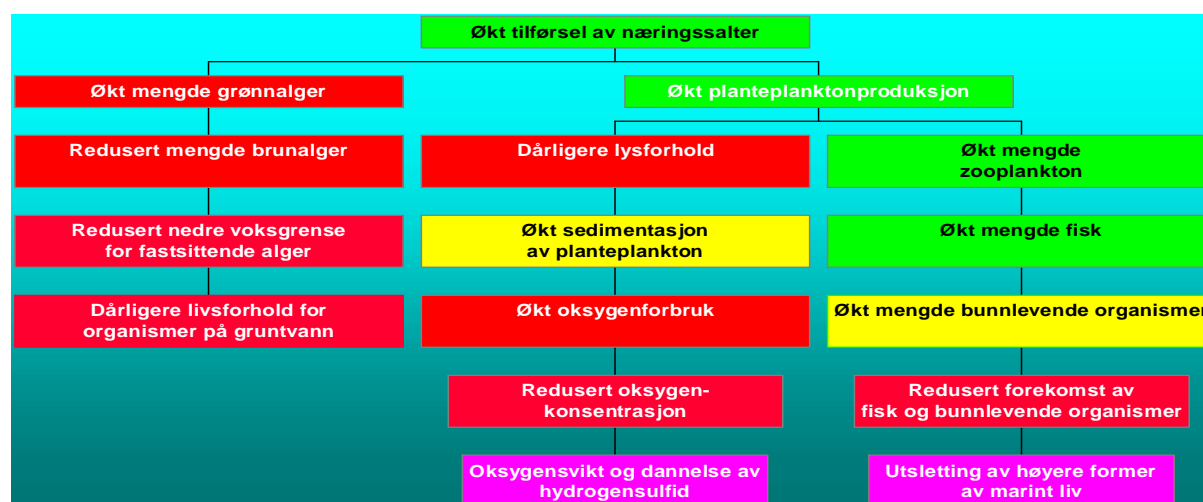 Økt tilførsel av næringssalter
Økt mengde grønnalger
Økt planteplanktonproduksjon
Redusert mengde brunalger
Dårligere lysforhold
Økt mengde
zooplankton
Redusert nedre voksgrense
for fastsittende alger
Økt sedimentasjon
av planteplankton
Økt mengde fisk
Dårligere livsforhold for
organismer på gruntvann
Økt oksygenforbruk
Økt mengde bunnlevende organismer
Redusert oksygen-
konsentrasjon
Redusert forekomst av
fisk og bunnlevende organismer
Oksygensvikt og dannelse av
hydrogensulfid
Utsletting av høyere former
av marint liv